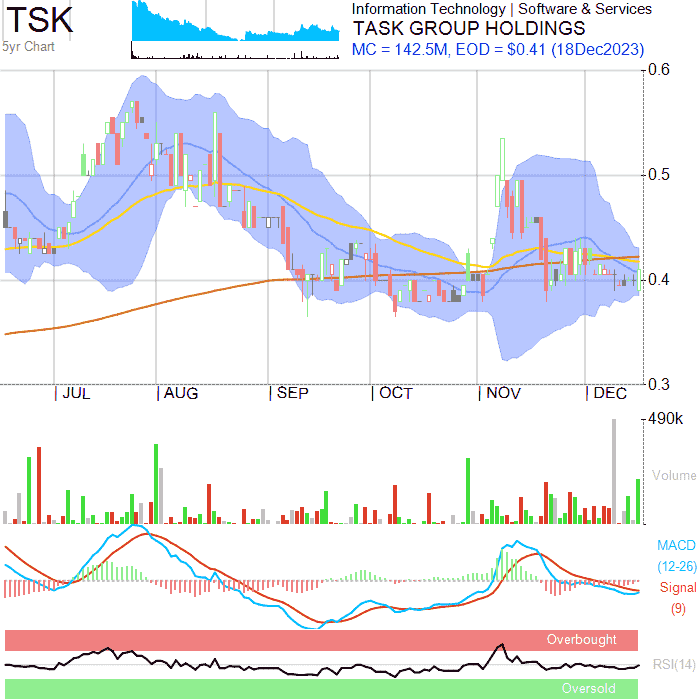 TSK
5yr Chart
Information Technology | Software & Services
TASK GROUP HOLDINGS
MC = 142.5M, EOD = $0.41 (18Dec2023)
0.6
0.5
0.4
0.3
| JUL | AUG | SEP | OCT | NOV | DEC
490k
Volume
MACD
(12-26)
Signal
(9)
Overbought
RSI(14)
Oversold